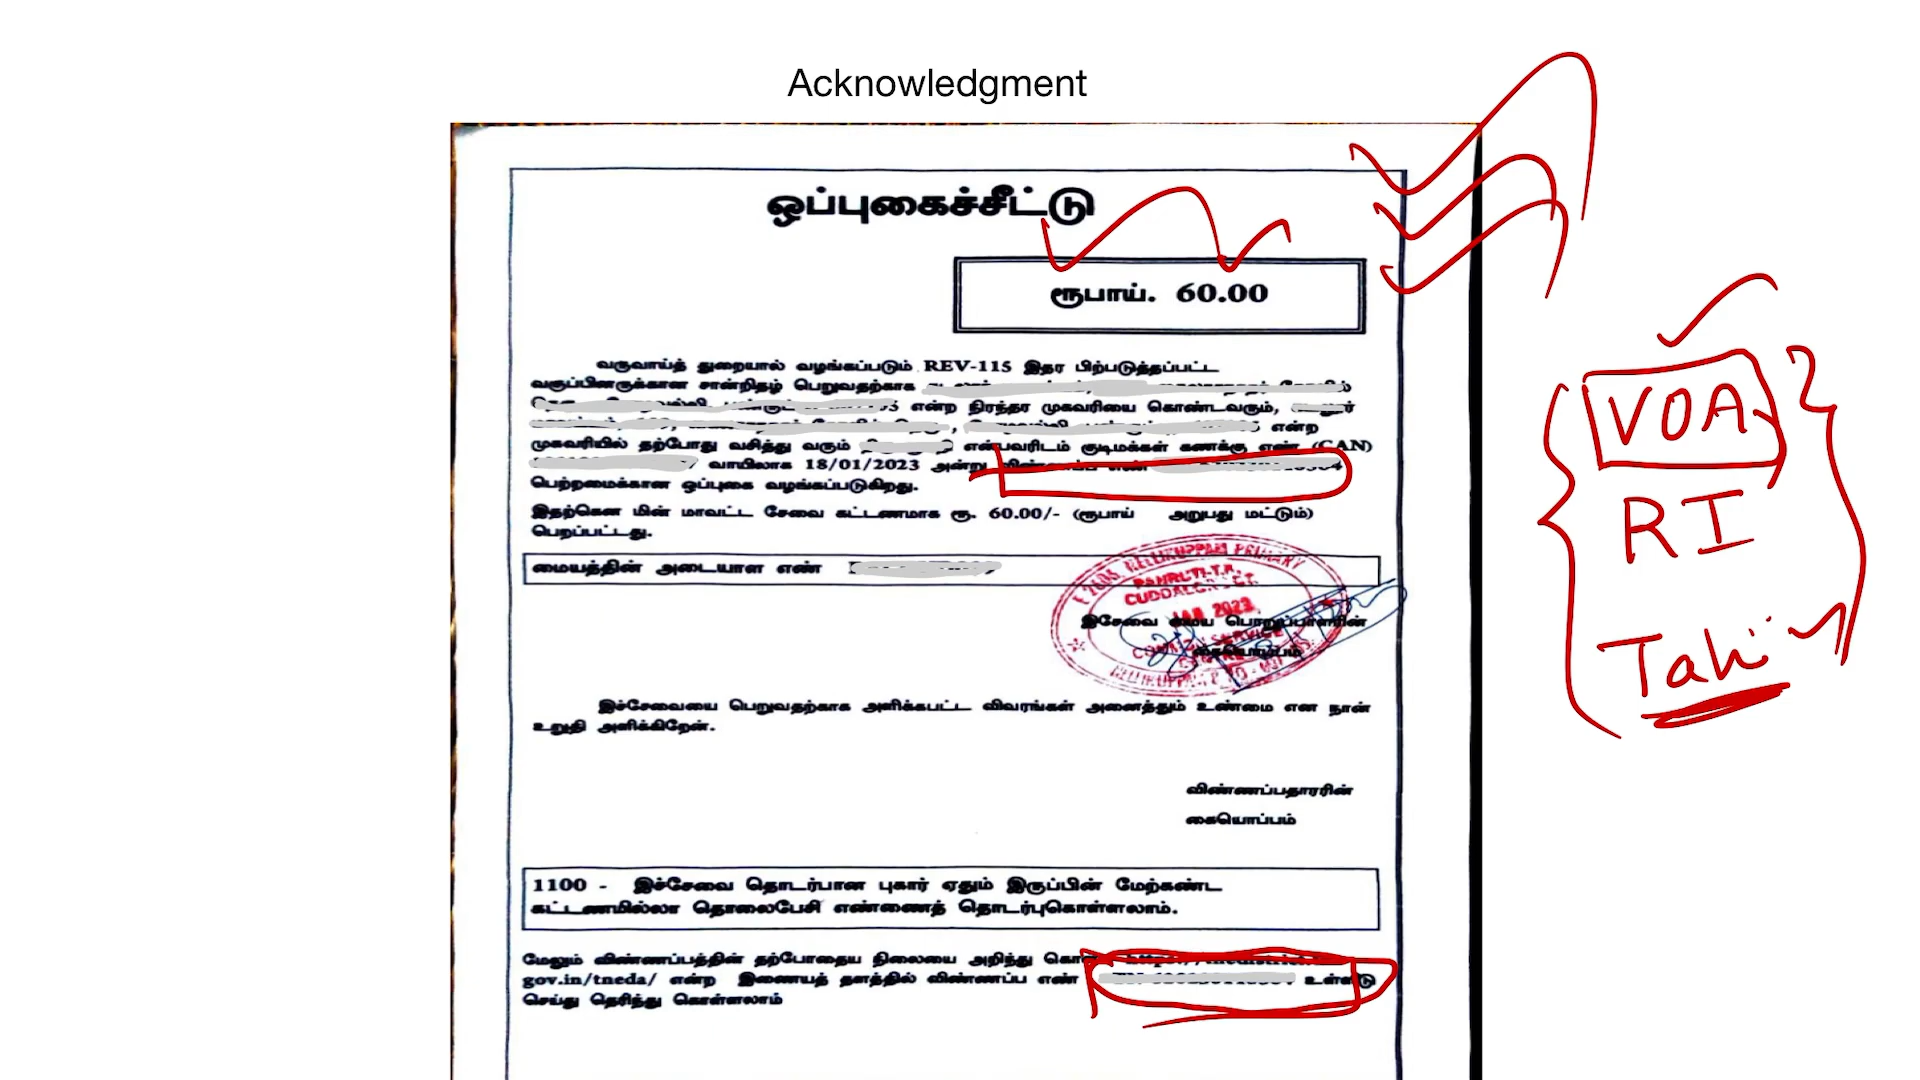 Acknowledgment
ஒப்புகைச்சீட்டு
ரூபாய். 60.00
வருவாய்த் துறையால் வழங்கப்படும் REV-115 இதர பிற்படுத்தப்பட்ட
வகுப்பினருக்கான சான்றிதழ் பெறுவதற்காக
என்ற நிரந்தர முகவரியை கொண்டவரும்,
என்ற
முகவரியில் தற்போது வசித்து வரும் என்பவரிடம் குடிமக்கள் கணக்கு எண் (CAN)
வாயிலாக 18/01/2023 அன்று விண்ணப்ப எண்
பெற்றமைக்கான ஒப்புகை வழங்கப்படுகிறது.
இதற்கென மின் மாவட்ட சேவை கட்டணமாக ரூ. 60.00/- (ரூபாய் அறுபது மட்டும்)
பெறப்பட்டது.
மையத்தின் அடையாள எண்
இசேவை மைய பொறுப்பாளரின்
கையொப்பம்
இச்சேவையை பெறுவதற்காக அளிக்கபட்ட விவரங்கள் அனைத்தும் உண்மை என நான்
உறுதி அளிக்கிறேன்.
விண்ணப்பதாரரின்
கையொப்பம்
1100 - இச்சேவை தொடர்பான புகார் ஏதும் இருப்பின் மேற்கண்ட
கட்டணமில்லா தொலைபேசி எண்ணைத் தொடர்புகொள்ளலாம்.
மேலும் விண்ணப்பத்தின் தற்போதைய நிலையை அறிந்து
gov.in/tneda/ என்ற இணையத் தளத்தில் விண்ணப்ப எண் உள்ளீடு
செய்து தெரிந்து கொள்ளலாம்
VOA
RI